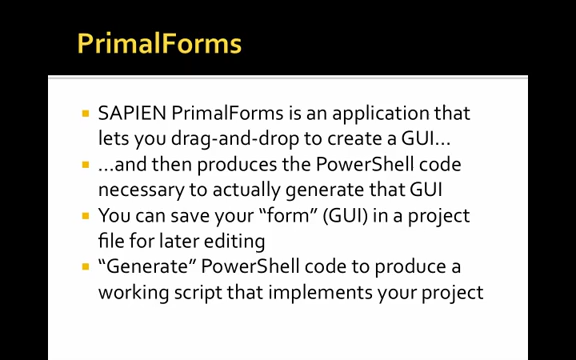 PrimalForms
SAPIEN PrimalForms is an application that
lets you drag-and-drop to create a GUI...
...and then produces the PowerShell code
necessary to actually generate that GUI
You can save your “form” (GUI) in a project
file for later editing
“Generate” PowerShell code to produce a
working script that implements your project